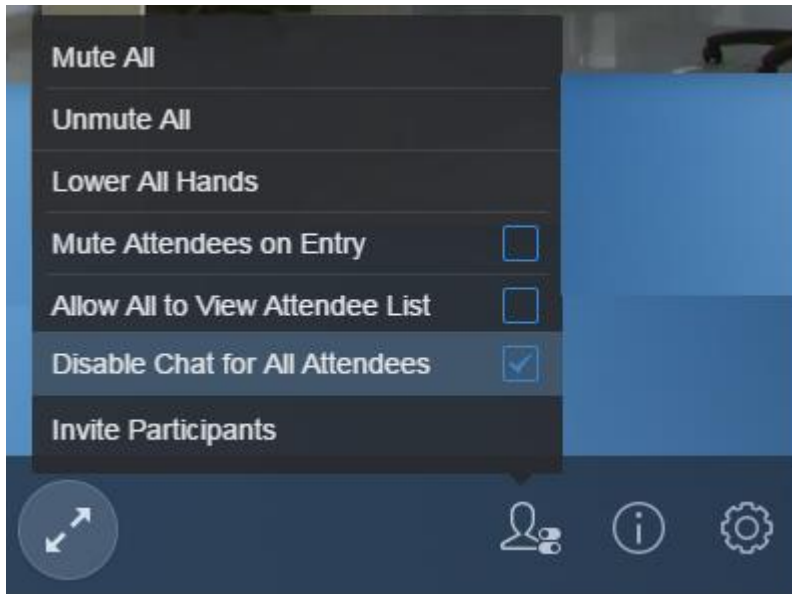 Mute All
Unmute All
Lower All Hands
Mute Attendees on Entry
Allow All to View Attendee List
Disable Chat for All Attendees
Invite Participants